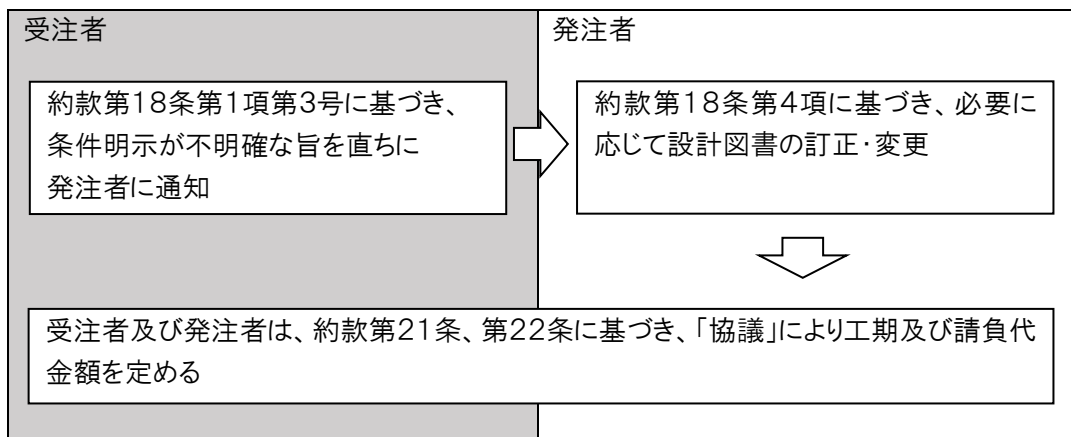 受注者
発注者
約款第18条第1項第3号に基づき、
条件明示が不明確な旨を直ちに
発注者に通知
約款第18条第4項に基づき、必要に
応じて設計図書の訂正・変更
受注者及び発注者は、約款第21条、第22条に基づき、「協議」により工期及び請負代
金額を定める